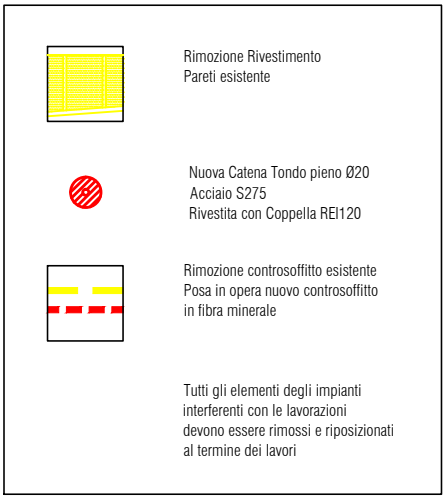 Rimozione Rivestimento
Pareti esistente
Nuova Catena Tondo pieno Ø20
Acciaio S275
Rivestita con Coppella REI120
Rimozione controsoffitto esistente
Posa in opera nuovo controsoffitto
in fibra minerale
Tutti gli elementi degli impianti
interferenti con le lavorazioni
devono essere rimossi e riposizionati
al termine dei lavori